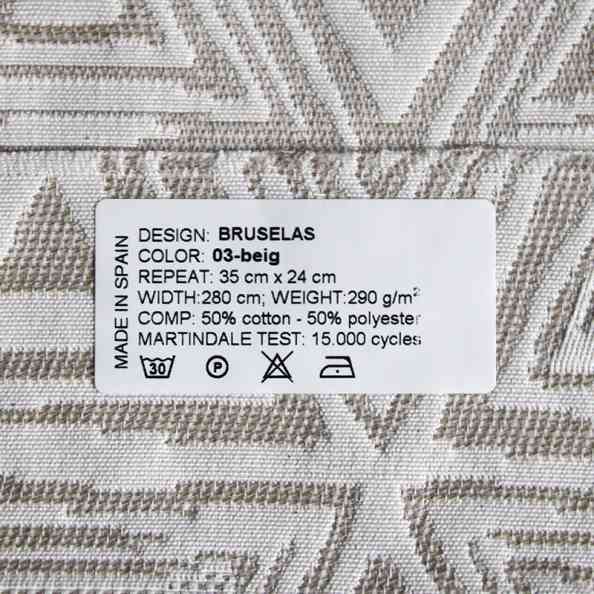 MADE IN SPAIN
DESIGN: BRUSELAS
COLOR: 03-beig
REPEAT: 35 cm x 24 cm
WIDTH:280 cm; WEIGHT:290 g/m²
COMP: 50% cotton - 50% polyester
MARTINDALE TEST: 15.000 cycles
30 P